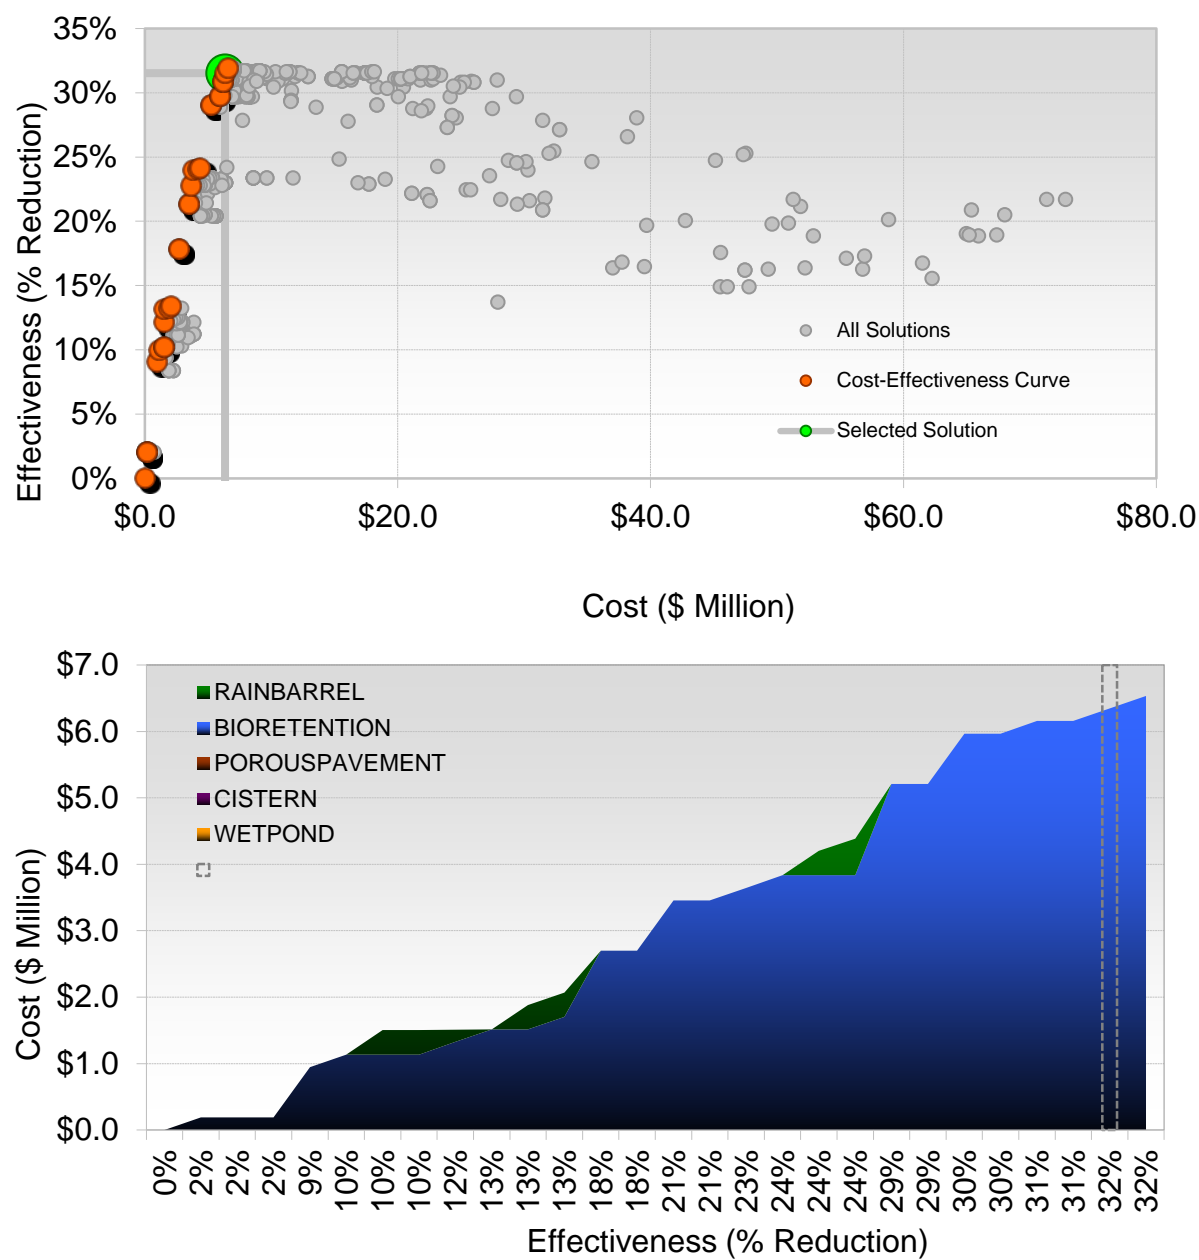 35%
30%
25%
20%
15%
10%
5%
0%
Effectiveness (% Reduction)
All Solutions
Cost-Effectiveness Curve
Selected Solution
$0.0 $20.0 $40.0 $60.0 $80.0
Cost ($ Million)
$7.0
$6.0
$5.0
$4.0
$3.0
$2.0
$1.0
$0.0
Cost ($ Million)
RAINBARREL
BIORETENTION
POROUSPAVEMENT
CISTERN
WETPOND
0% 2% 2% 2% 9% 10% 10% 10% 12% 13% 13% 13% 18% 18% 21% 21% 23% 24% 24% 24% 29% 29% 30% 30% 31% 31% 32% 32%
Effectiveness (% Reduction)